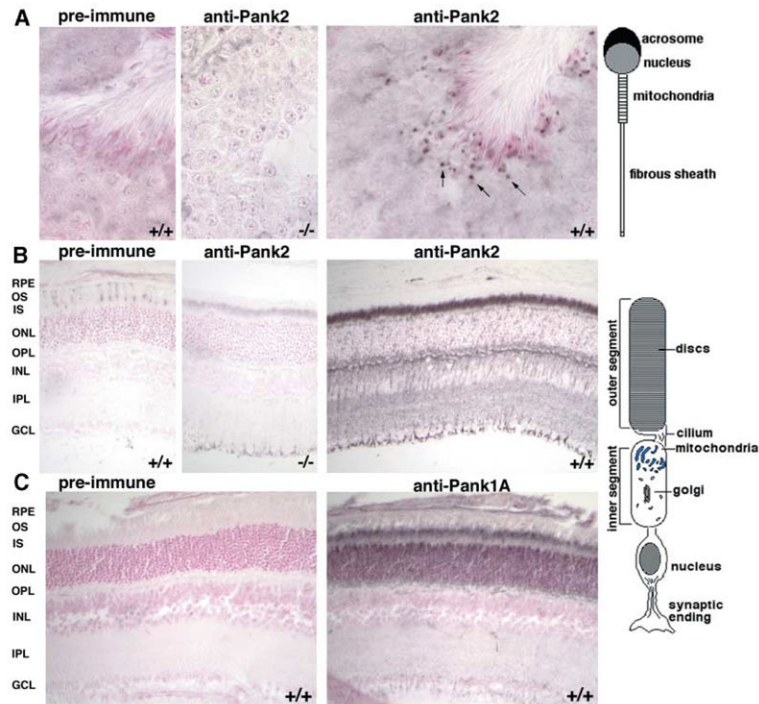 A
pre-immune
anti-Pank2
anti-Pank2
+/+
-/-
+/+
acrosome
nucleus
mitochondria
fibrous sheath
B
pre-immune
anti-Pank2
anti-Pank2
RPE
OS
IS
ONL
OPL
INL
IPL
GCL
+/+
-/-
+/+
outer segment
discs
cilium
mitochondria
inner segment
golgi
nucleus
synaptic
ending
C
pre-immune
anti-Pank1A
RPE
OS
IS
ONL
OPL
INL
IPL
GCL
+/+
+/+